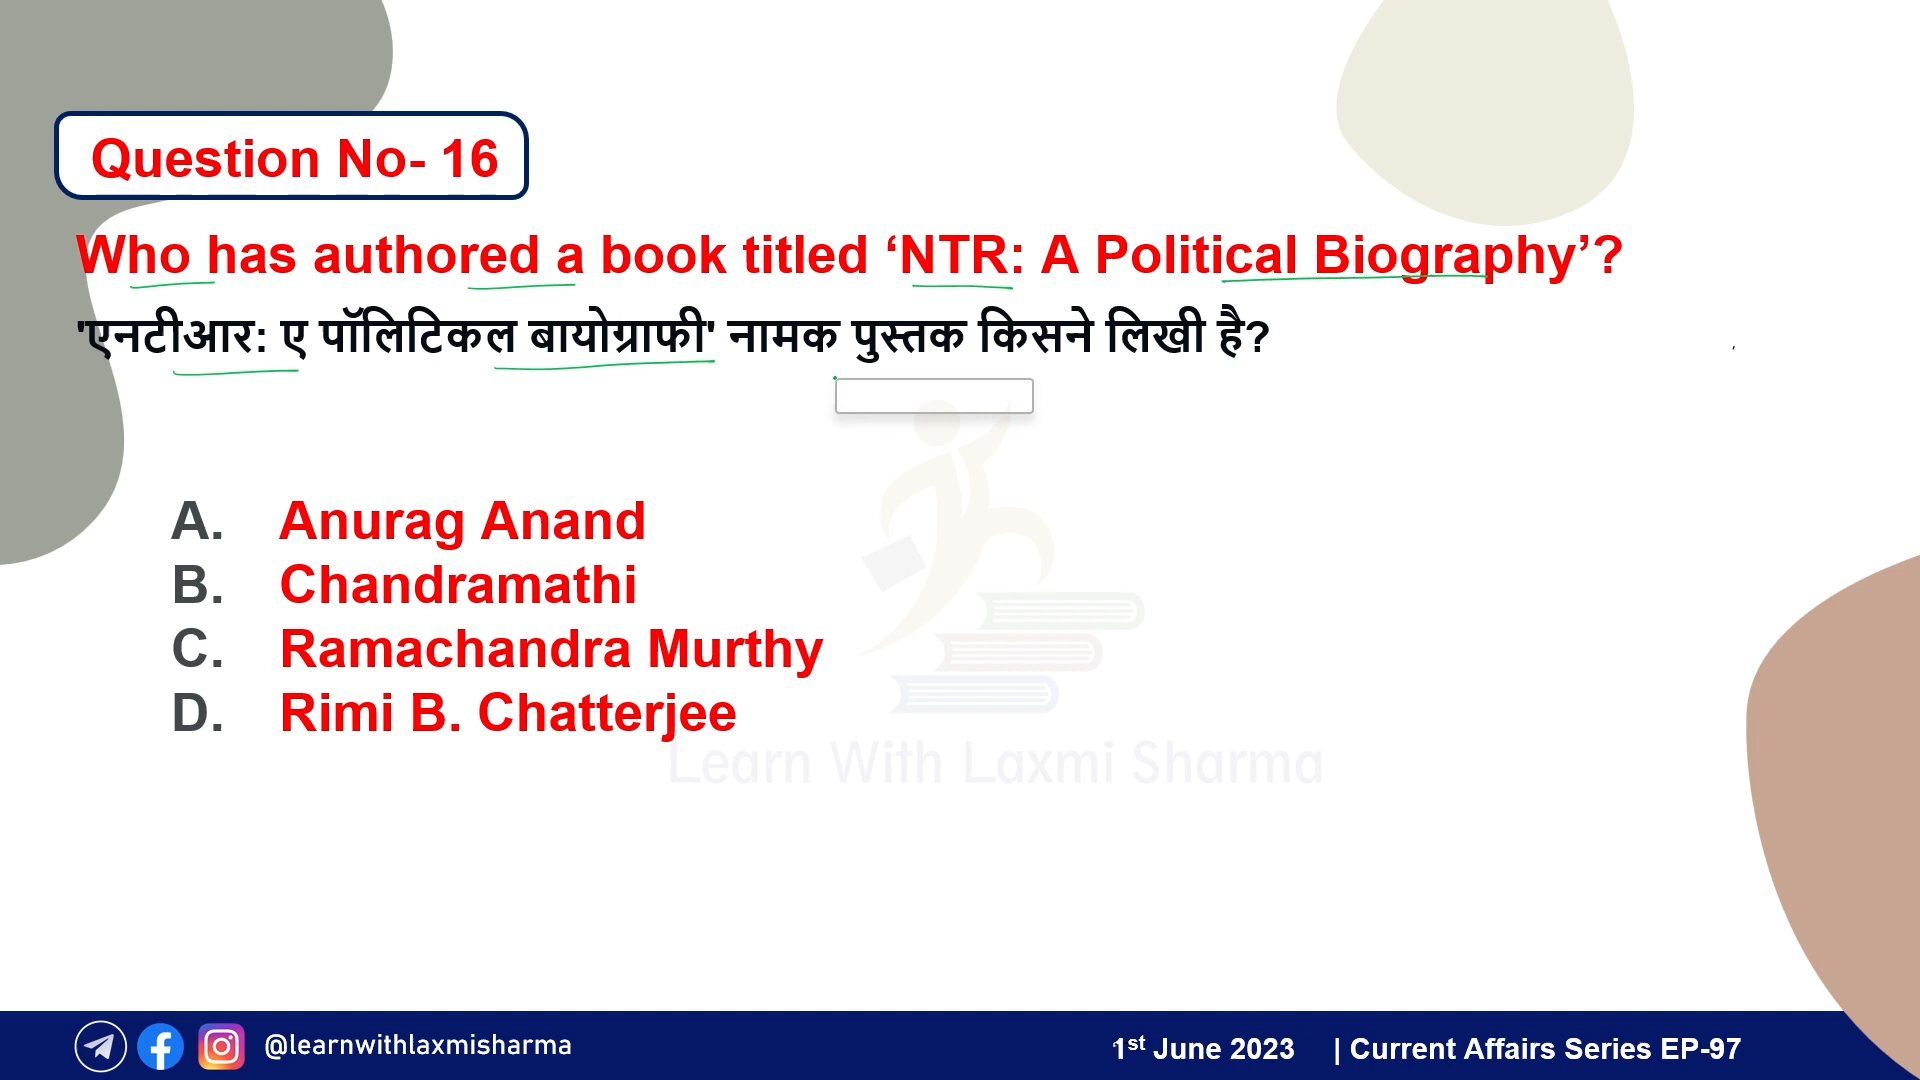 Question No- 16
Who has authored a book titled ‘NTR: A Political Biography’?
'एनटीआर: ए पॉलिटिकल बायोग्राफी' नामक पुस्तक किसने लिखी है?
A. Anurag Anand
B. Chandramathi
C. Ramachandra Murthy
D. Rimi B. Chatterjee
Learn With Laxmi Sharma
@learnwithlaxmisharma
1st June 2023 | Current Affairs Series EP-97